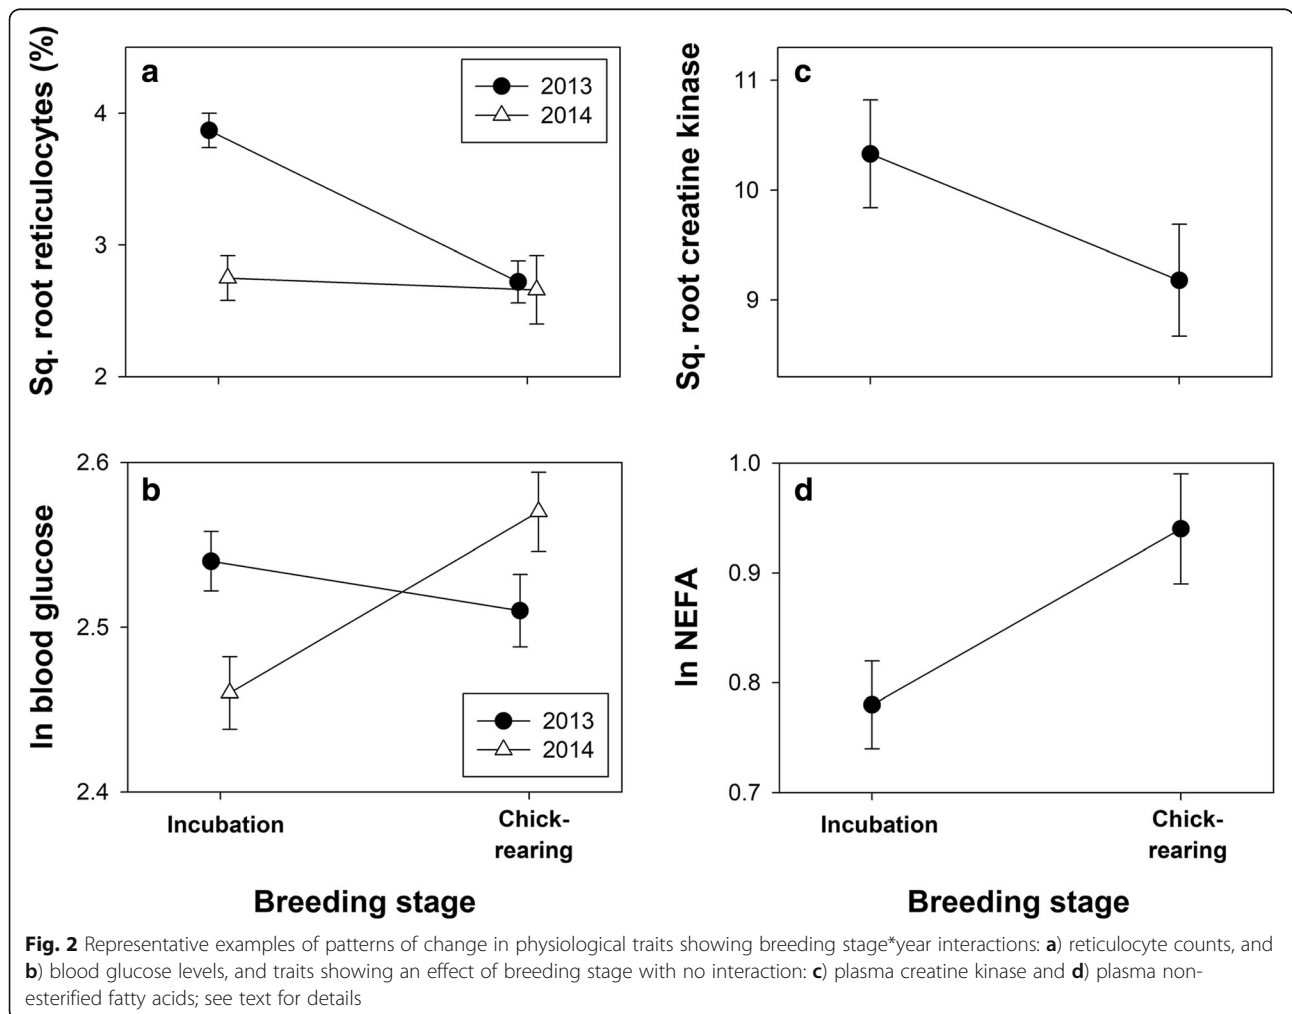 a
Sq. root reticulocytes (%)
4
3
2
2013
2014
c
Sq. root creatine kinase
11
10
9
b
ln blood glucose
2.6
2.5
2.4
2013
2014
Incubation
Chick-
rearing
Breeding stage
d
ln NEFA
1.0
0.9
0.8
0.7
Incubation
Chick-
rearing
Breeding stage
Fig. 2 Representative examples of patterns of change in physiological traits showing breeding stage*year interactions: a) reticulocyte counts, and
b) blood glucose levels, and traits showing an effect of breeding stage with no interaction: c) plasma creatine kinase and d) plasma non-
esterified fatty acids; see text for details